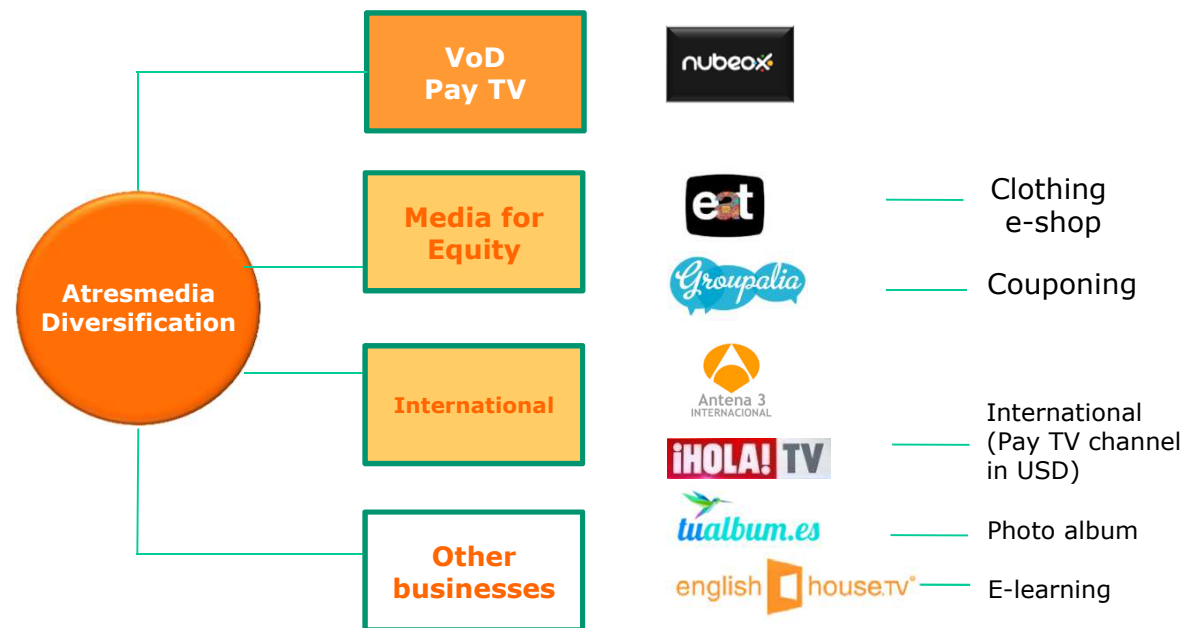 VoD
Pay TV
nubeox
Media for
Equity
eat
Clothing
e-shop
Groupalia
Couponing
Atresmedia
Diversification
International
Antena 3
INTERNACIONAL
¡HOLA! TV
International
(Pay TV channel
in USD)
Other
businesses
tualbum.es
Photo album
english house.TV
E-learning